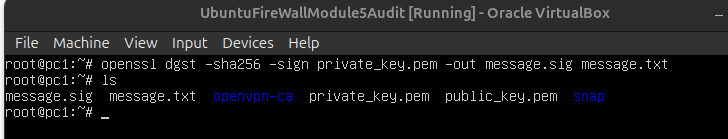 UbuntuFireWallModule5Audit [Running] - Oracle VirtualBox
File Machine View Input Devices Help
root@pc1:~# openssl dgst -sha256 -sign private_key.pem -out message.sig message.txt
root@pc1:~# ls
message.sig message.txt openvpn-ca private_key.pem public_key.pem snap
root@pc1:~# _